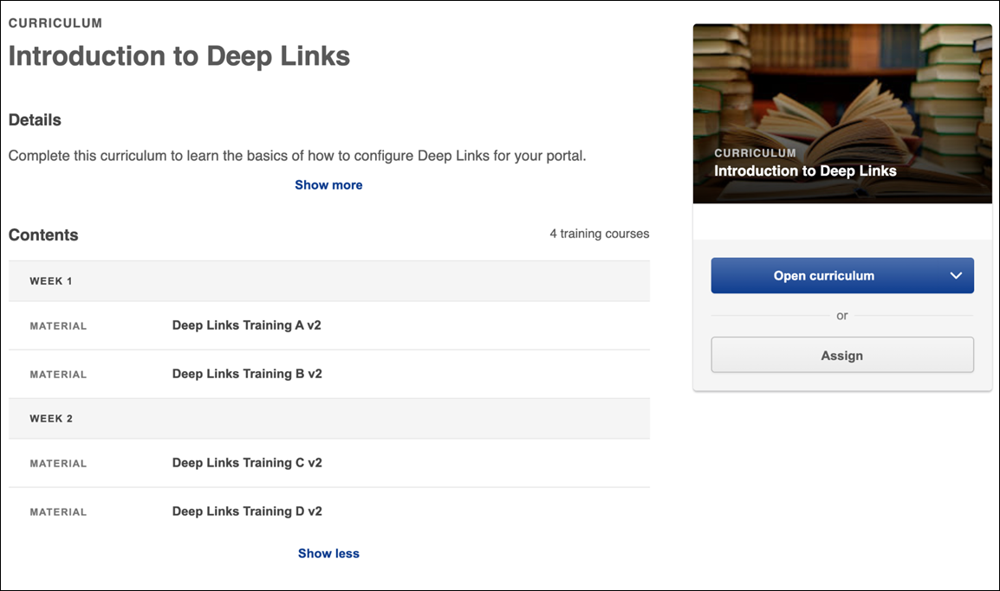 CURRICULUM
Introduction to Deep Links
Details
Complete this curriculum to learn the basics of how to configure Deep Links for your portal.
Show more
Contents
4 training courses
WEEK 1
MATERIAL
Deep Links Training A v2
MATERIAL
Deep Links Training B v2
WEEK 2
MATERIAL
Deep Links Training C v2
MATERIAL
Deep Links Training D v2
Show less
CURRICULUM
Introduction to Deep Links
Open curriculum
or
Assign